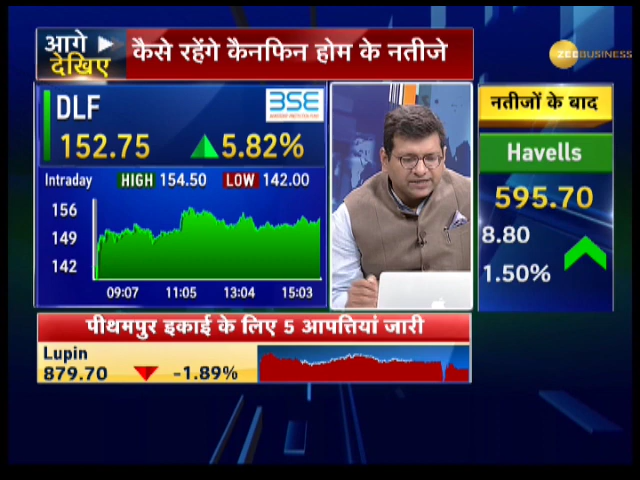 आगे
देखिए
कैसे रहेंगे कैनफिन होम के नतीजे
ZEEBUSINESS
DLF
BSE
152.75 5.82%
Intraday HIGH 154.50 LOW 142.00
156
149
142
09:07 11:05 13:04 15:03
नतीजों के बाद
Havells
595.70
8.80
1.50%
पीथमपुर इकाई के लिए 5 आपत्तियां जारी
Lupin
879.70 -1.89%